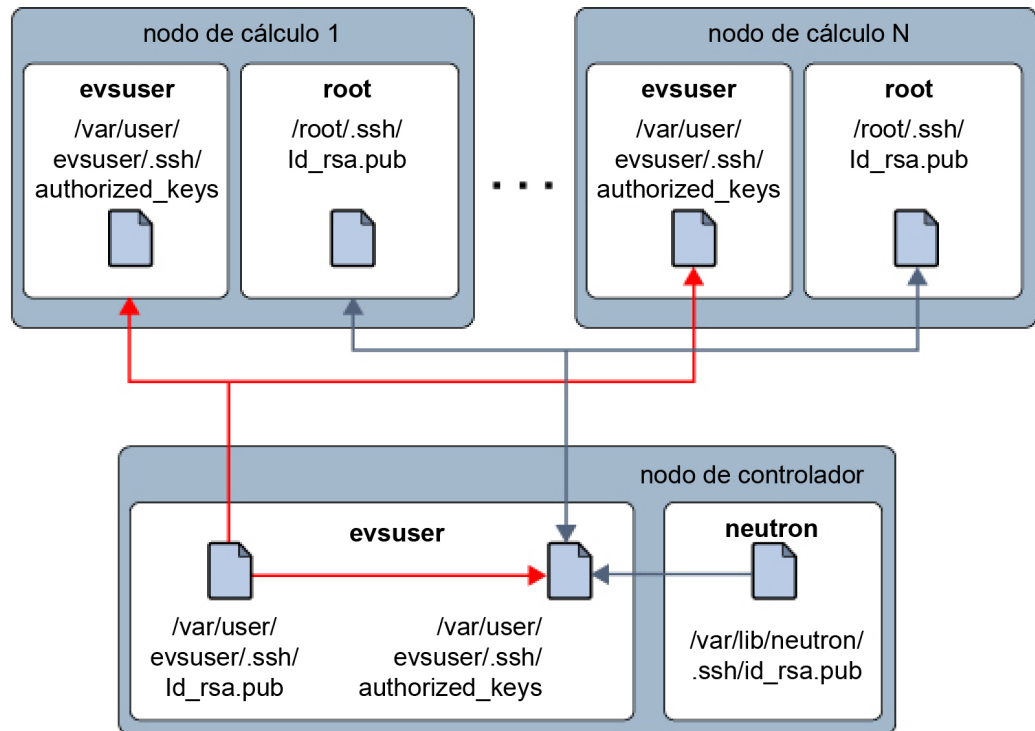 nodo de cálculo 1
evsuser
/var/user/
evsuser/.ssh/
authorized_keys
root
/root/.ssh/
Id_rsa.pub
. . .
nodo de cálculo N
evsuser
/var/user/
evsuser/.ssh/
authorized_keys
root
/root/.ssh/
Id_rsa.pub
nodo de controlador
evsuser
/var/user/
evsuser/.ssh/
Id_rsa.pub
/var/user/
evsuser/.ssh/
authorized_keys
neutron
/var/lib/neutron/
.ssh/id_rsa.pub